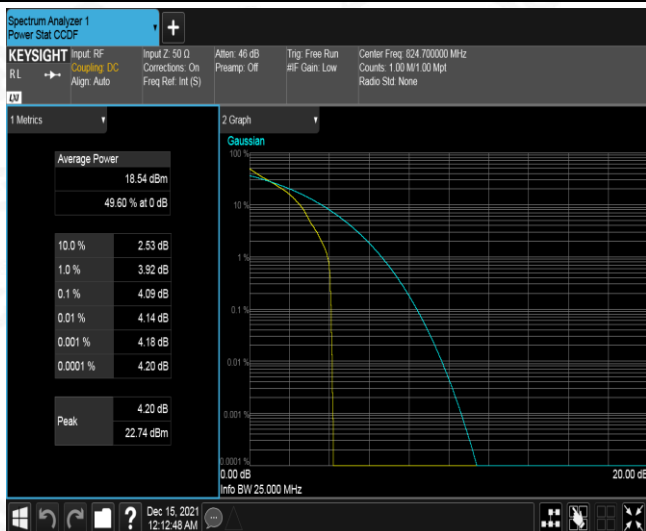 Spectrum Analyzer 1
Power Stat CCDF
+
KEYSIGHT
RL
Input: RF
Coupling: DC
Align: Auto
Input Z: 50 Ω
Corrections: On
Freq Ref: Int (S)
Atten: 46 dB
Preamp: Off
Trig: Free Run
#IF Gain: Low
Center Freq: 824.700000 MHz
Counts: 1.00 M/1.00 Mpt
Radio Std: None
1 Metrics
Average Power
18.54 dBm
49.60 % at 0 dB
10.0 % 2.53 dB
1.0 % 3.92 dB
0.1 % 4.09 dB
0.01 % 4.14 dB
0.001 % 4.18 dB
0.0001 % 4.20 dB
Peak
4.20 dB
22.74 dBm
2 Graph
Gaussian
100 %
10 %
1 %
0.1 %
0.01 %
0.001 %
0.0001 %
0.00 dB
20.00 dB
Info BW 25.000 MHz
?
Dec 15, 2021
12:12:48 AM